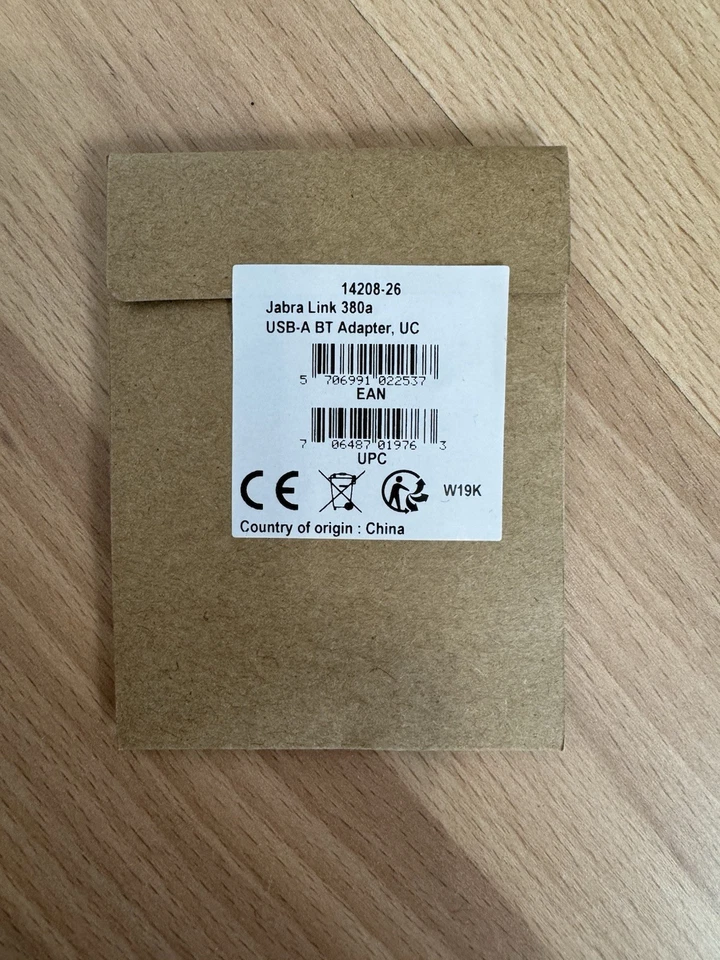 14208-26
Jabra Link 380a
USB-A BT Adapter, UC
5 706991 022537
EAN
7 06487 01976 3
UPC
CE W19K
Country of origin : China